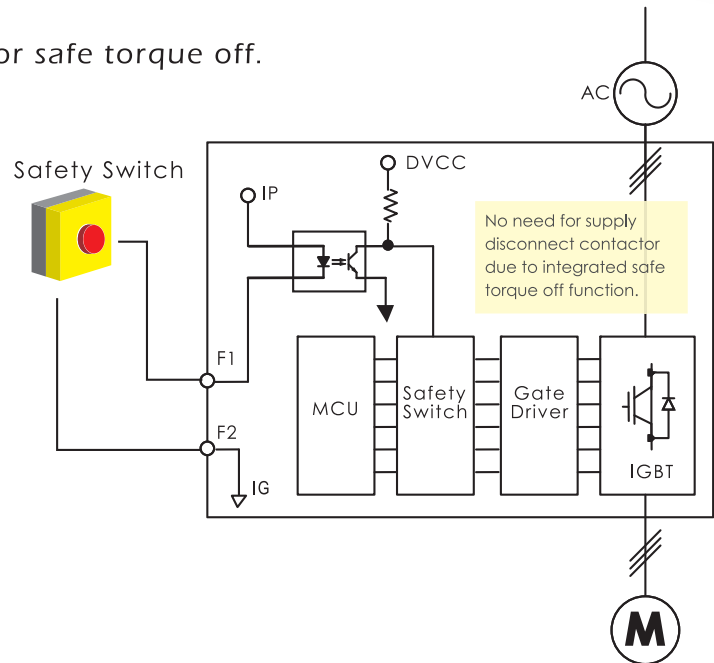 or safe torque off.
AC
Safety Switch
IP
DVCC
No need for supply
disconnect contactor
due to integrated safe
torque off function.
F1
MCU
Safety
Switch
Gate
Driver
IGBT
F2
IG
M